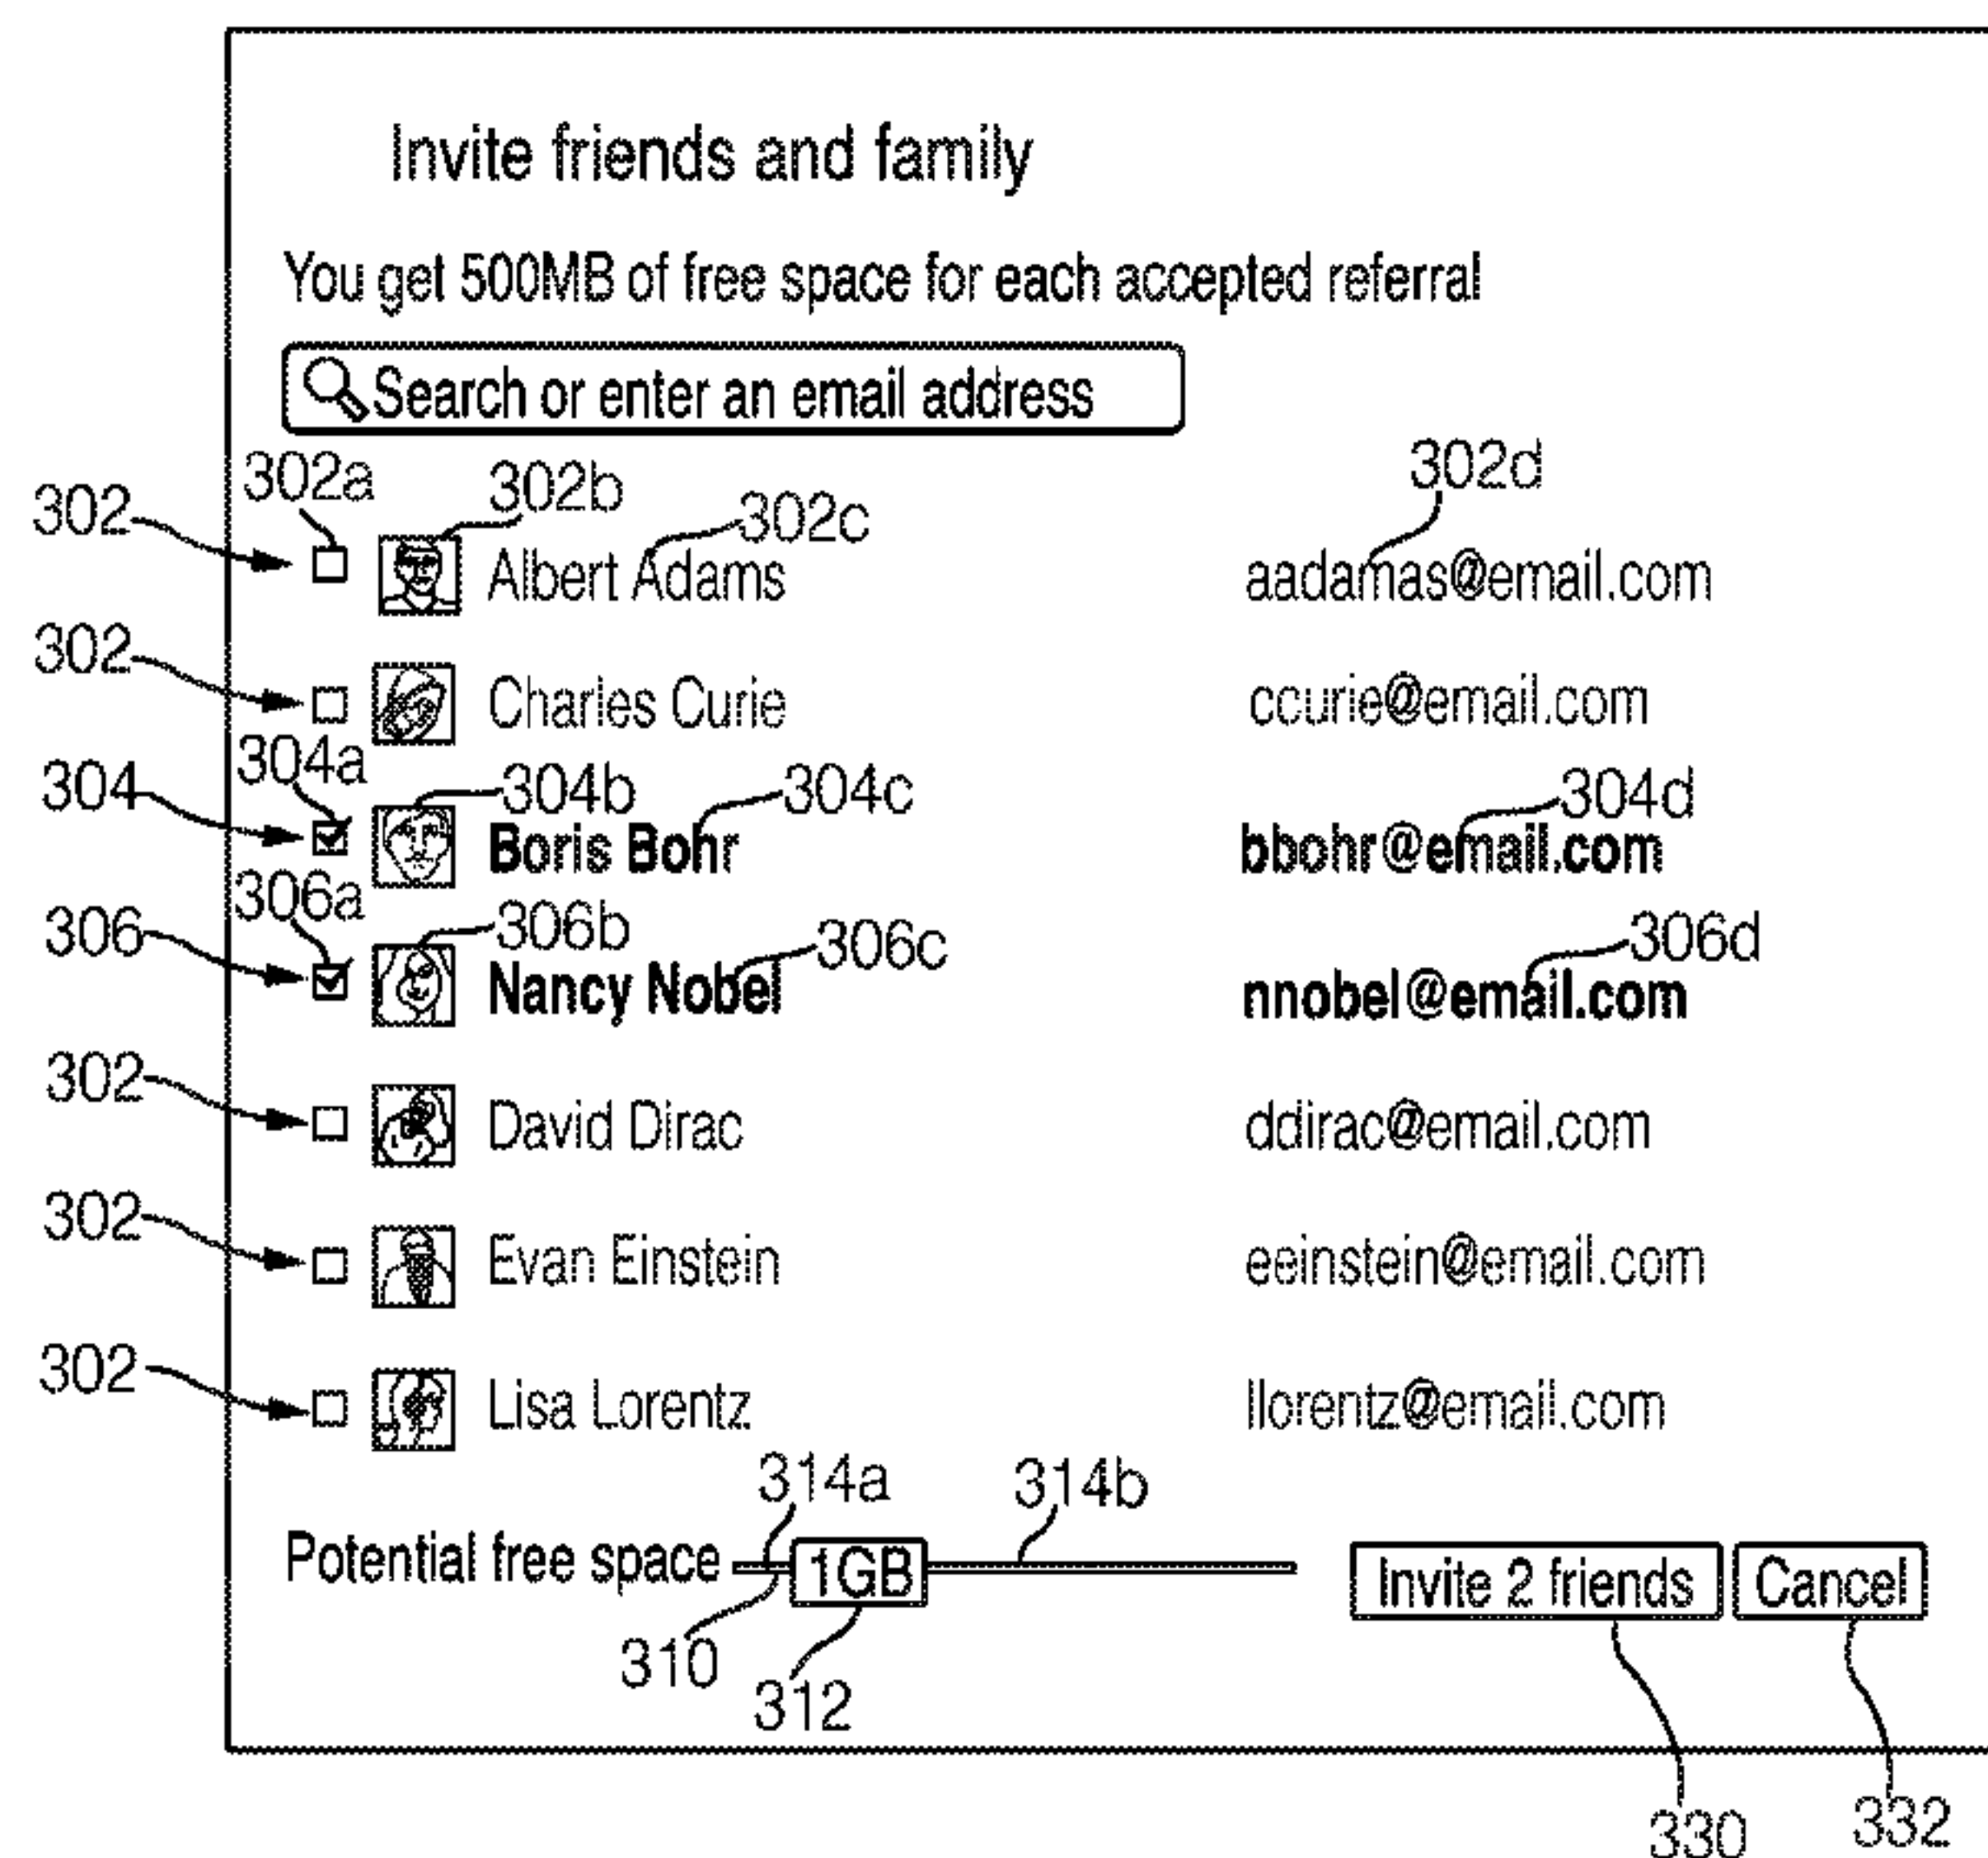 Invite friends and family
You get 500MB of free space for each accepted referral
Search or enter an email address
302 302a 302b 302c 302d
Albert Adams aadamas@email.com
302
Charles Curie ccurie@email.com
304 304a 304b 304c 304d
Boris Bohr bbohr@email.com
306 306a 306b 306c 306d
Nancy Nobel nnobel@email.com
302
David Dirac ddirac@email.com
302
Evan Einstein eeinstein@email.com
302
Lisa Lorentz llorentz@email.com
314a 314b
Potential free space 1GB Invite 2 friends Cancel
310
312
330 332